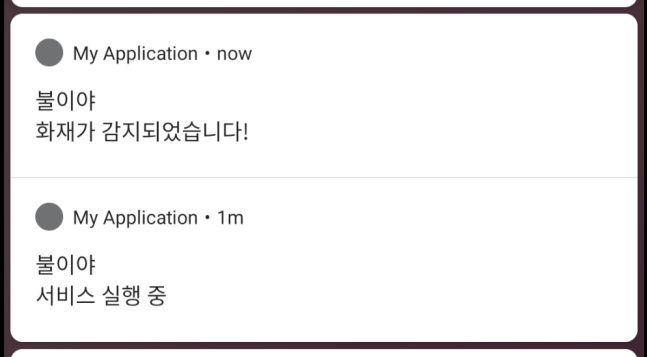 My Application • now
불이야
화재가 감지되었습니다!
My Application • 1m
불이야
서비스 실행 중